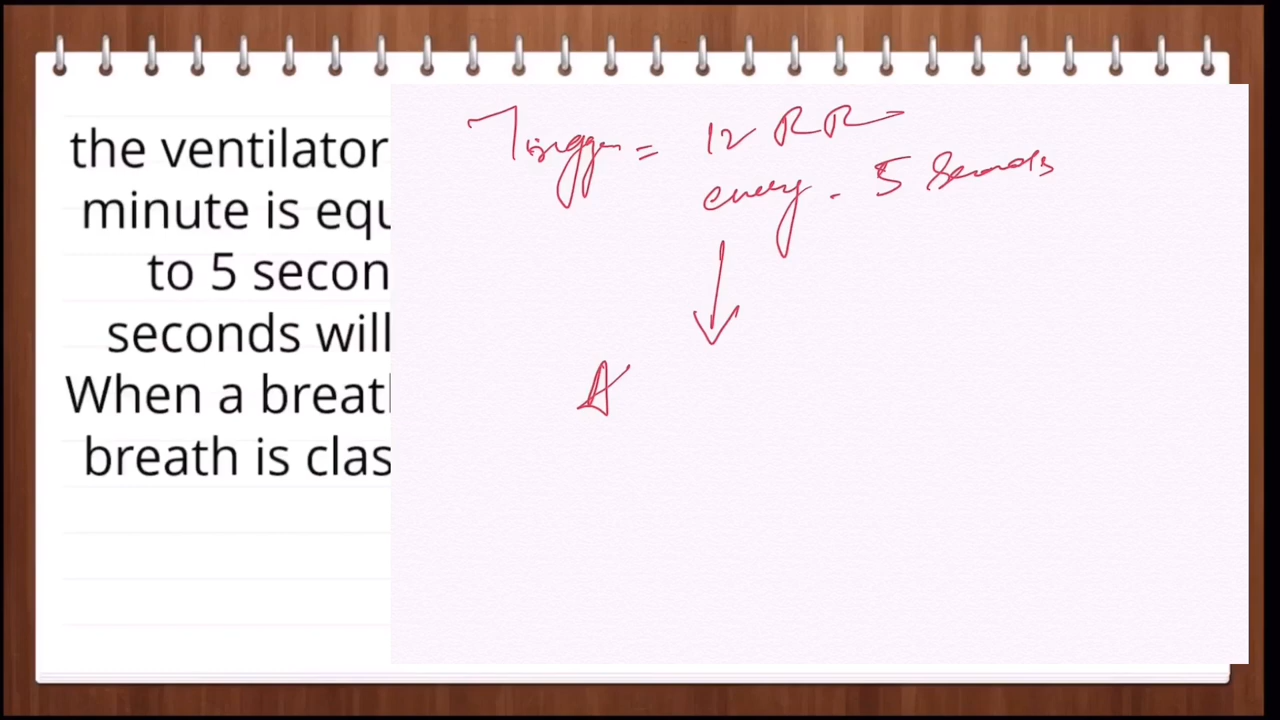 the ventilator
minute is equ
to 5 secon
seconds will
When a breath
breath is clas
Trigger = 12 RR
every . 5 Seconds
A